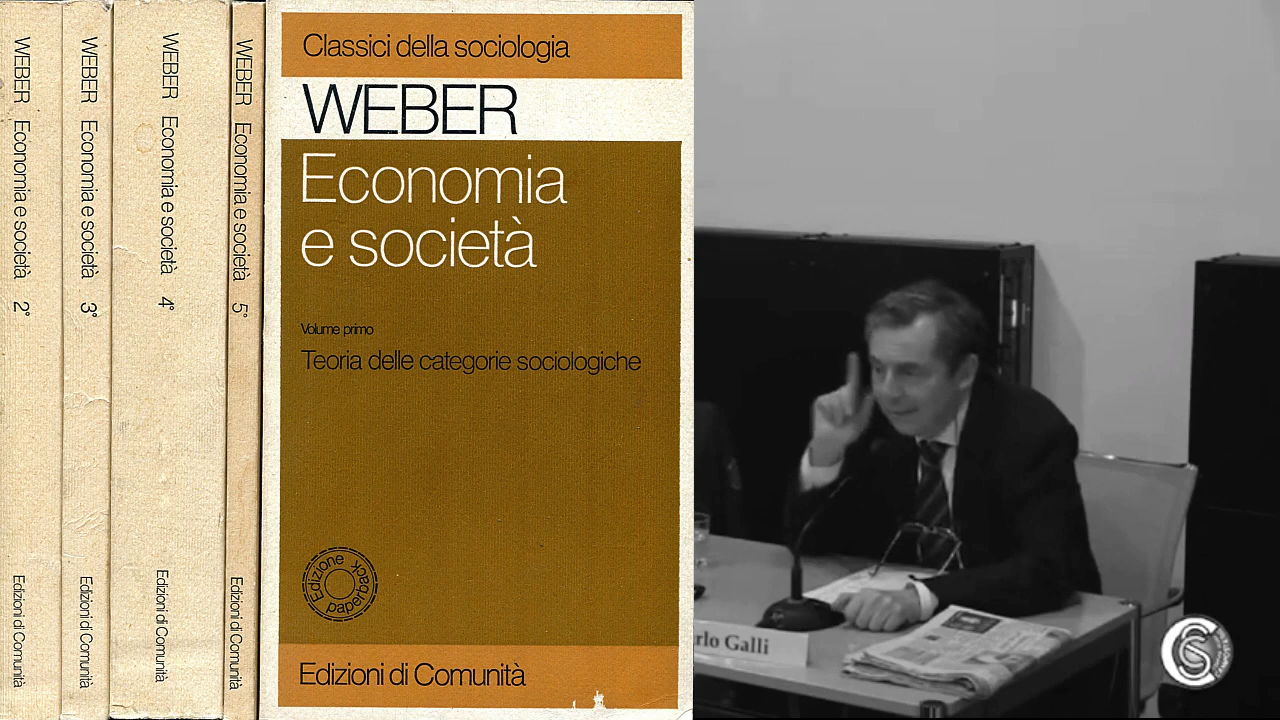 WEBER Economia e società 2°
Edizioni di Comunità
WEBER Economia e società 3°
Edizioni di Comunità
WEBER Economia e società 4°
Edizioni di Comunità
WEBER Economia e società 5°
Edizioni di Comunità
Classici della sociologia
WEBER
Economia
e società
Volume primo
Teoria delle categorie sociologiche
Edizione
paperback
Edizioni di Comunità
rlo Galli